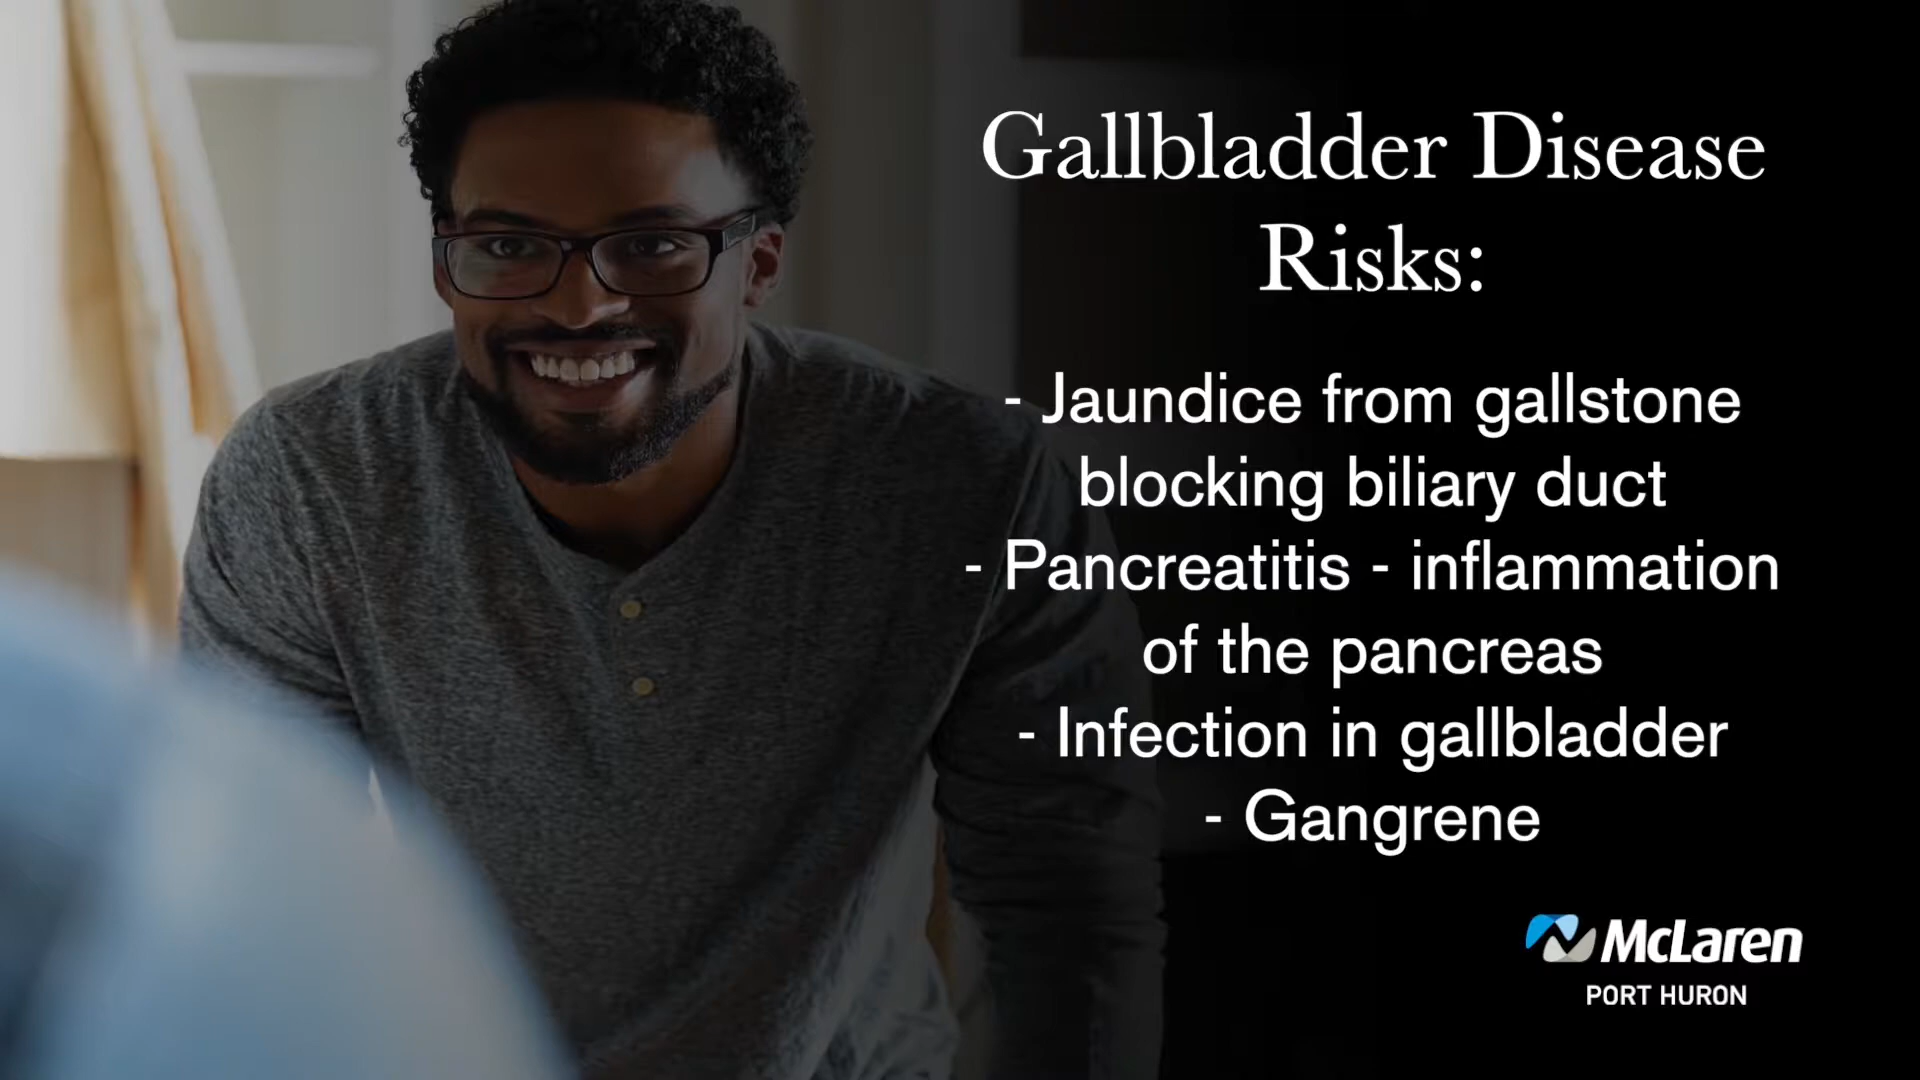 Gallbladder Disease
Risks:
- Jaundice from gallstone
blocking biliary duct
- Pancreatitis - inflammation
of the pancreas
- Infection in gallbladder
- Gangrene
McLaren
PORT HURON